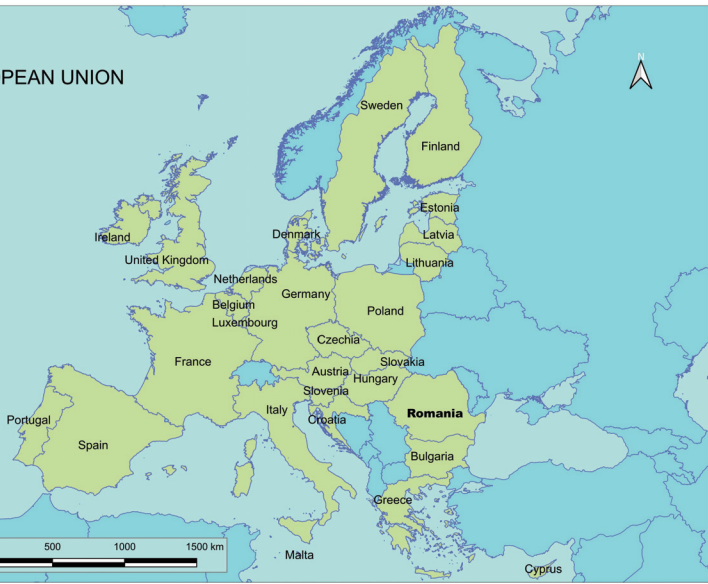 PEAN UNION
N
Sweden
Finland
Estonia
Ireland
Denmark
Latvia
United Kingdom
Lithuania
Netherlands
Germany
Belgium
Poland
Luxembourg
Czechia
France
Slovakia
Austria
Hungary
Slovenia
Italy
Romania
Portugal
Croatia
Spain
Bulgaria
Greece
500 1000 1500 km
Malta
Cyprus